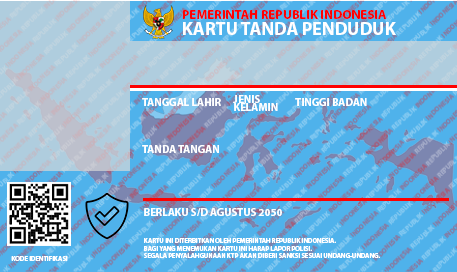 PEMERINTAH REPUBLIK INDONESIA
KARTU TANDA PENDUDUK
TANGGAL LAHIR
JENIS
KELAMIN
TINGGI BADAN
TANDA TANGAN
BERLAKU S/D AGUSTUS 2050
KODE IDENTIFIKASI
KARTU INI DITERBITKAN OLEH PEMERINTAH REPUBLIK INDONESIA.
BAGI YANG MENEMUKAN KARTU INI HARAP LAPOR POLISI.
SEGALA PENYALAHGUNAAN KTP AKAN DIBERI SANKSI SESUAI UNDANG-UNDANG.